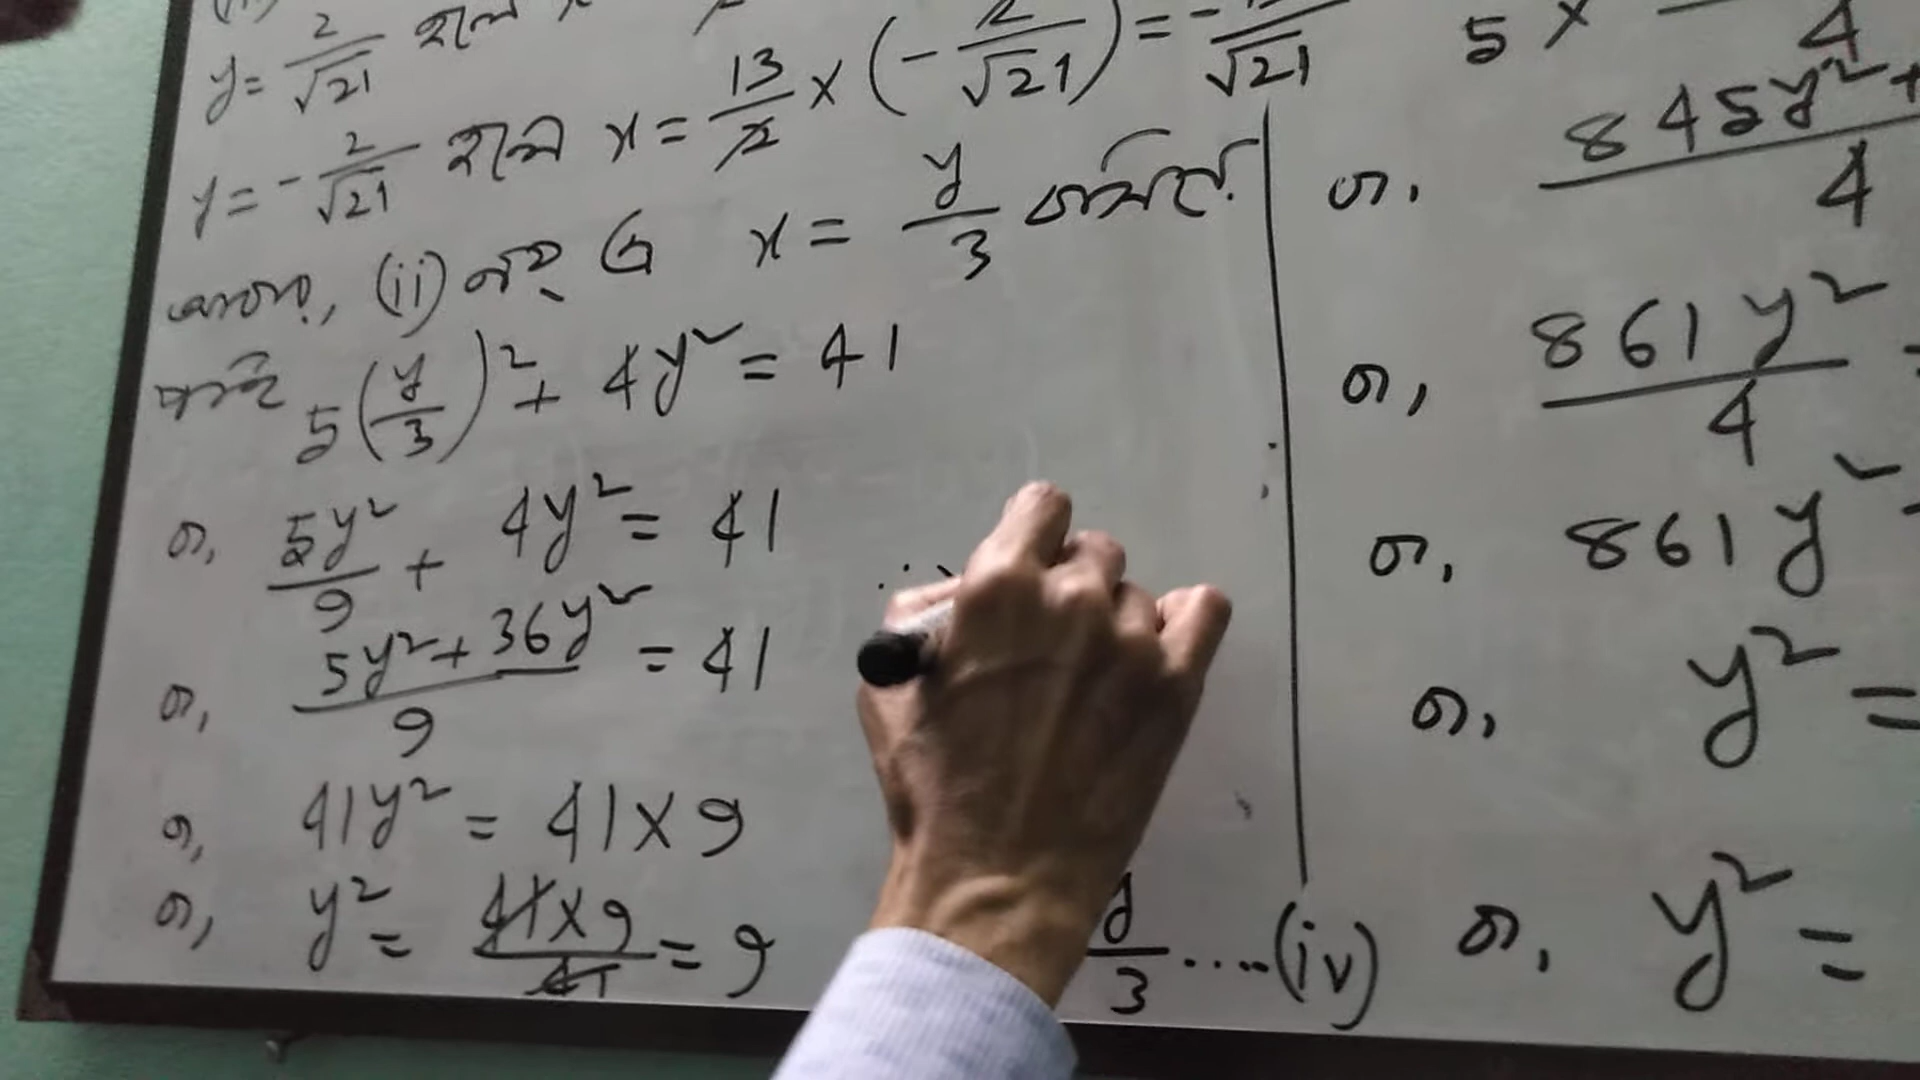 y = 2/√21 হলে x
y = - 2/√21 হলে x = 13/2 × (- 2/√21) = - /√21
আবার, (ii) নং এ x = y/3 বসিয়ে
পাই 5(y/3)² + 4y² = 41
বা, 5y²/9 + 4y² = 41
বা, 5y² + 36y²/9 = 41
বা, 41y² = 41 × 9
বা, y² = 41×9/41 = 9
y/3 .....(iv)
5 × /4
বা, 845y² + /4
বা, 861y²/4 =
বা, 861y²
বা, y² =
বা, y² =